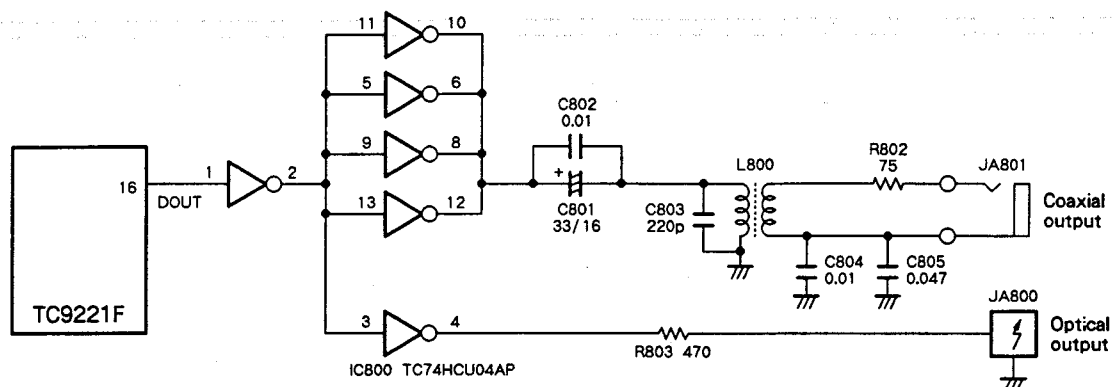 11
10
5
6
C802
0.01
9
8
16
1
2
DOUT
+
L800
R802
75
JA801
13
12
C801
33/16
C803
220p
Coaxial
output
C804
0.01
C805
0.047
TC9221F
JA800
3
4
R803 470
Optical
output
IC800 TC74HCU04AP